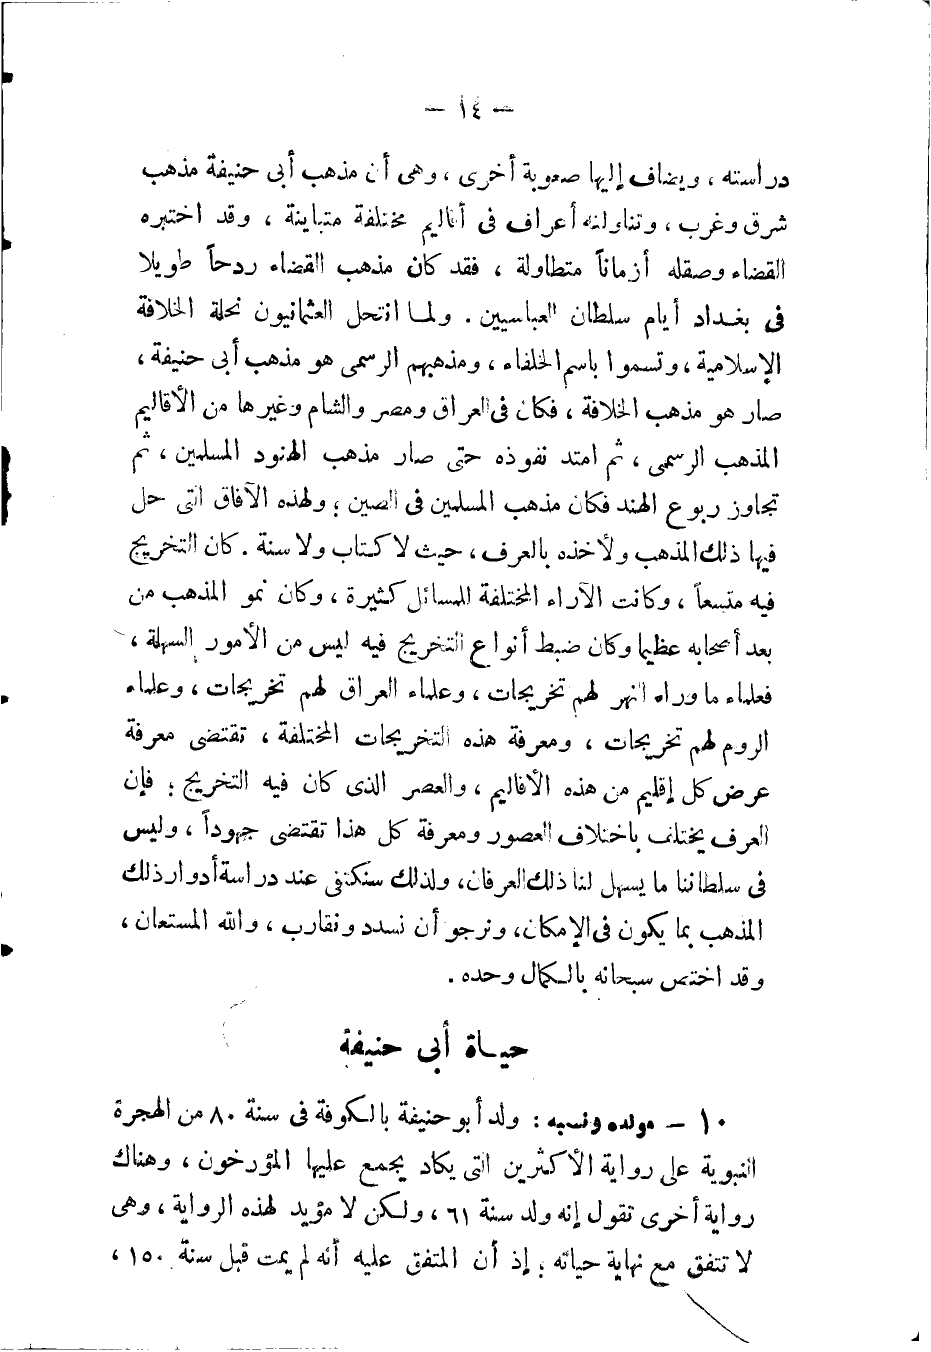 — ١٤ —
دراسته ، ويضاف إليها صعوبة أخرى ، وهى أن مذهب أبى حنيفة مذهب
شرق وغرب ، وتناولته أعراف فى أقاليم مختلفة متباينة ، وقد اختبره
القضاء وصقله أزماناً متطاولة ، فقد كان مذهب القضاء ردحاً طويلا
فى بغداد أيام سلطان العباسيين . ولما انتحل العثمانيون نحلة الخلافة
الإسلامية ، وتسموا باسم الخلفاء ، ومذهبهم الرسمى هو مذهب أبى حنيفة ،
صار هو مذهب الخلافة ، فكان فى العراق ومصر والشام وغيرها من الأقاليم
المذهب الرسمى ، ثم امتد نفوذه حتى صار مذهب الهنود المسلمين ، ثم
تجاوز ربوع الهند فكان مذهب المسلمين فى الصين ؛ ولهذه الآفاق التى حل
فيها ذلك المذهب ولأخذه بالعرف ، حيث لا كتاب ولا سنة . كان التخريج
فيه متسعاً ، وكانت الآراء المختلفة للمسائل كثيرة ، وكان نمو المذهب من
بعد أصحابه عظيما وكان ضبط أنواع التخريج فيه ليس من الأمور السهلة ،
فعلماء ما وراء النهر لهم تخريجات ، وعلماء العراق لهم تخريجات ، وعلماء
الروم لهم تخريجات ، ومعرفة هذه التخريجات المختلفة ، تقتضى معرفة
عرض كل إقليم من هذه الأقاليم ، والعصر الذى كان فيه التخريج ؛ فإن
العرف يختلف باختلاف العصور ومعرفة كل هذا تقتضى جهوداً ، وليس
فى سلطاننا ما يسهل لنا ذلك العرفان، ولذلك سنكتفى عند دراسة أدوار ذلك
المذهب بما يكون فى الإمكان، ونرجو أن نسدد ونقارب ، والله المستعان ،
وقد اختص سبحانه بالكمال وحده .
حياة أبى حنيفة
١٠ — مولده ونسبه : ولد أبو حنيفة بالكوفة فى سنة ٨٠ من الهجرة
النبوية على رواية الأكثرين التى يكاد يجمع عليها المؤرخون ، وهناك
رواية أخرى تقول إنه ولد سنة ٦١ ، ولكن لا مؤيد لهذه الرواية ، وهى
لا تتفق مع نهاية حياته ؛ إذ أن المتفق عليه أنه لم يمت قبل سنة ١٥٠ ،